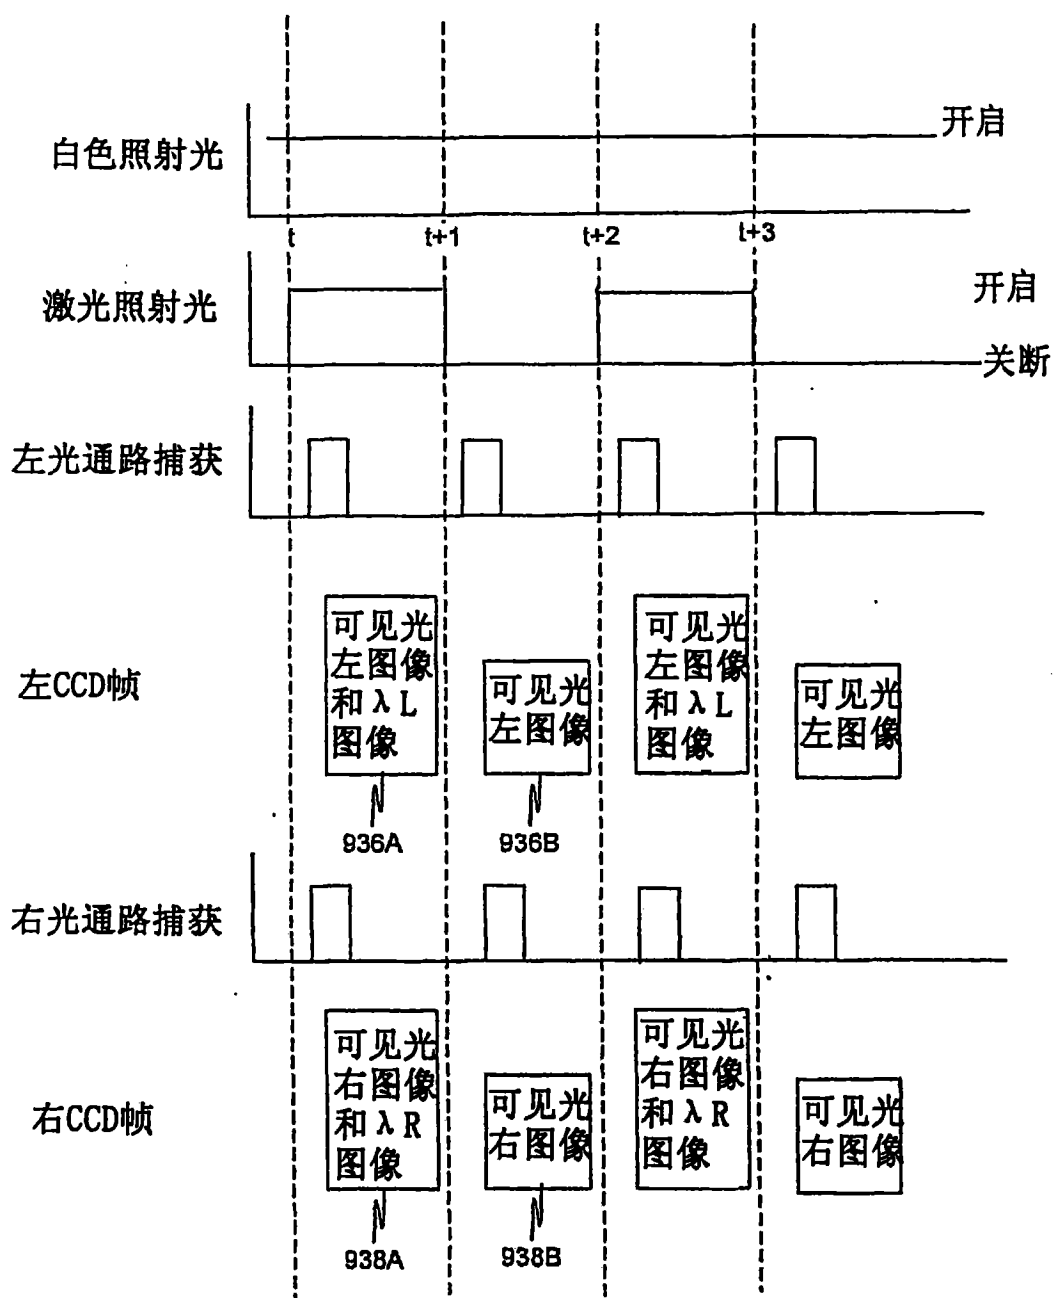 开启
白色照射光
t
t+1
t+2
t+3
激光照射光
开启
关断
左光通路捕获
左CCD帧
可见光
左图像
和λL
图像
可见光
左图像
可见光
左图像
和λL
图像
可见光
左图像
936A
936B
右光通路捕获
右CCD帧
可见光
右图像
和λR
图像
可见光
右图像
可见光
右图像
和λR
图像
可见光
右图像
938A
938B